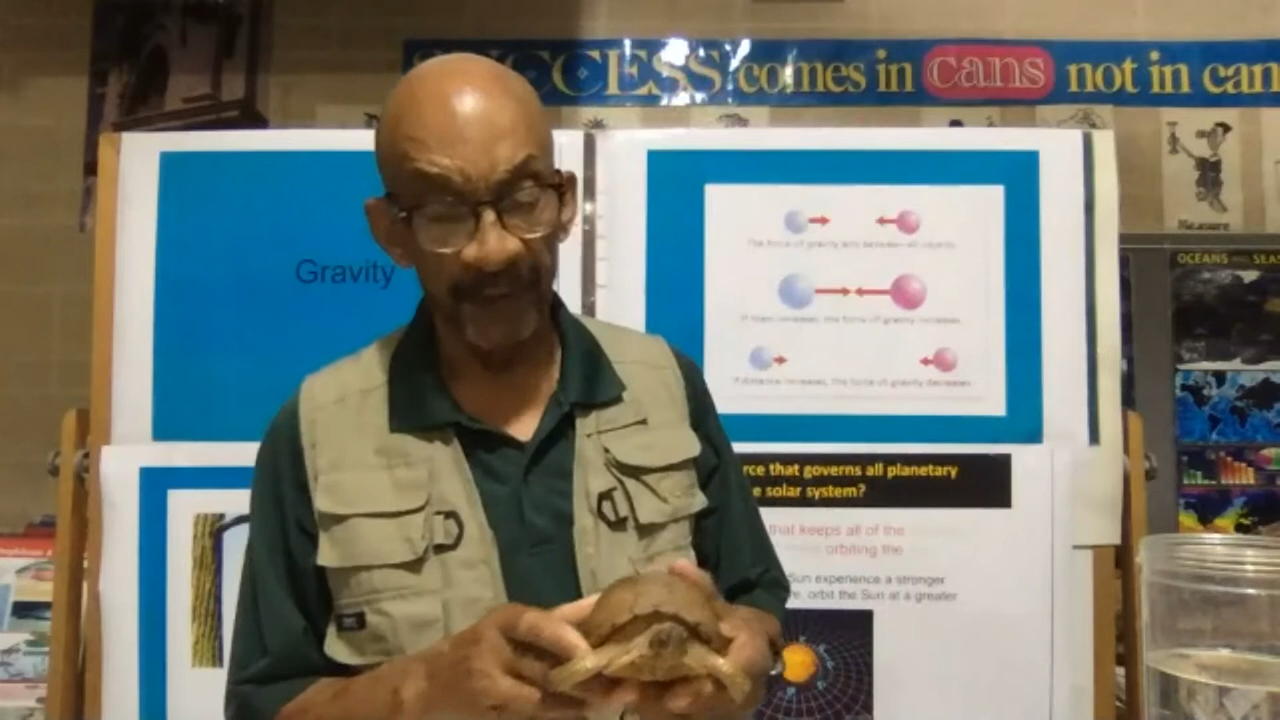 SUCCESS comes in cans not in can
Measure
Gravity
OCEANS AND SEAS
The force of gravity acts between all objects.
If mass increases, the force of gravity increases.
If distance increases, the force of gravity decreases.
rce that governs all planetary
e solar system?
that keeps all of the
orbiting the
Sun experience a stronger
re, orbit the Sun at a greater